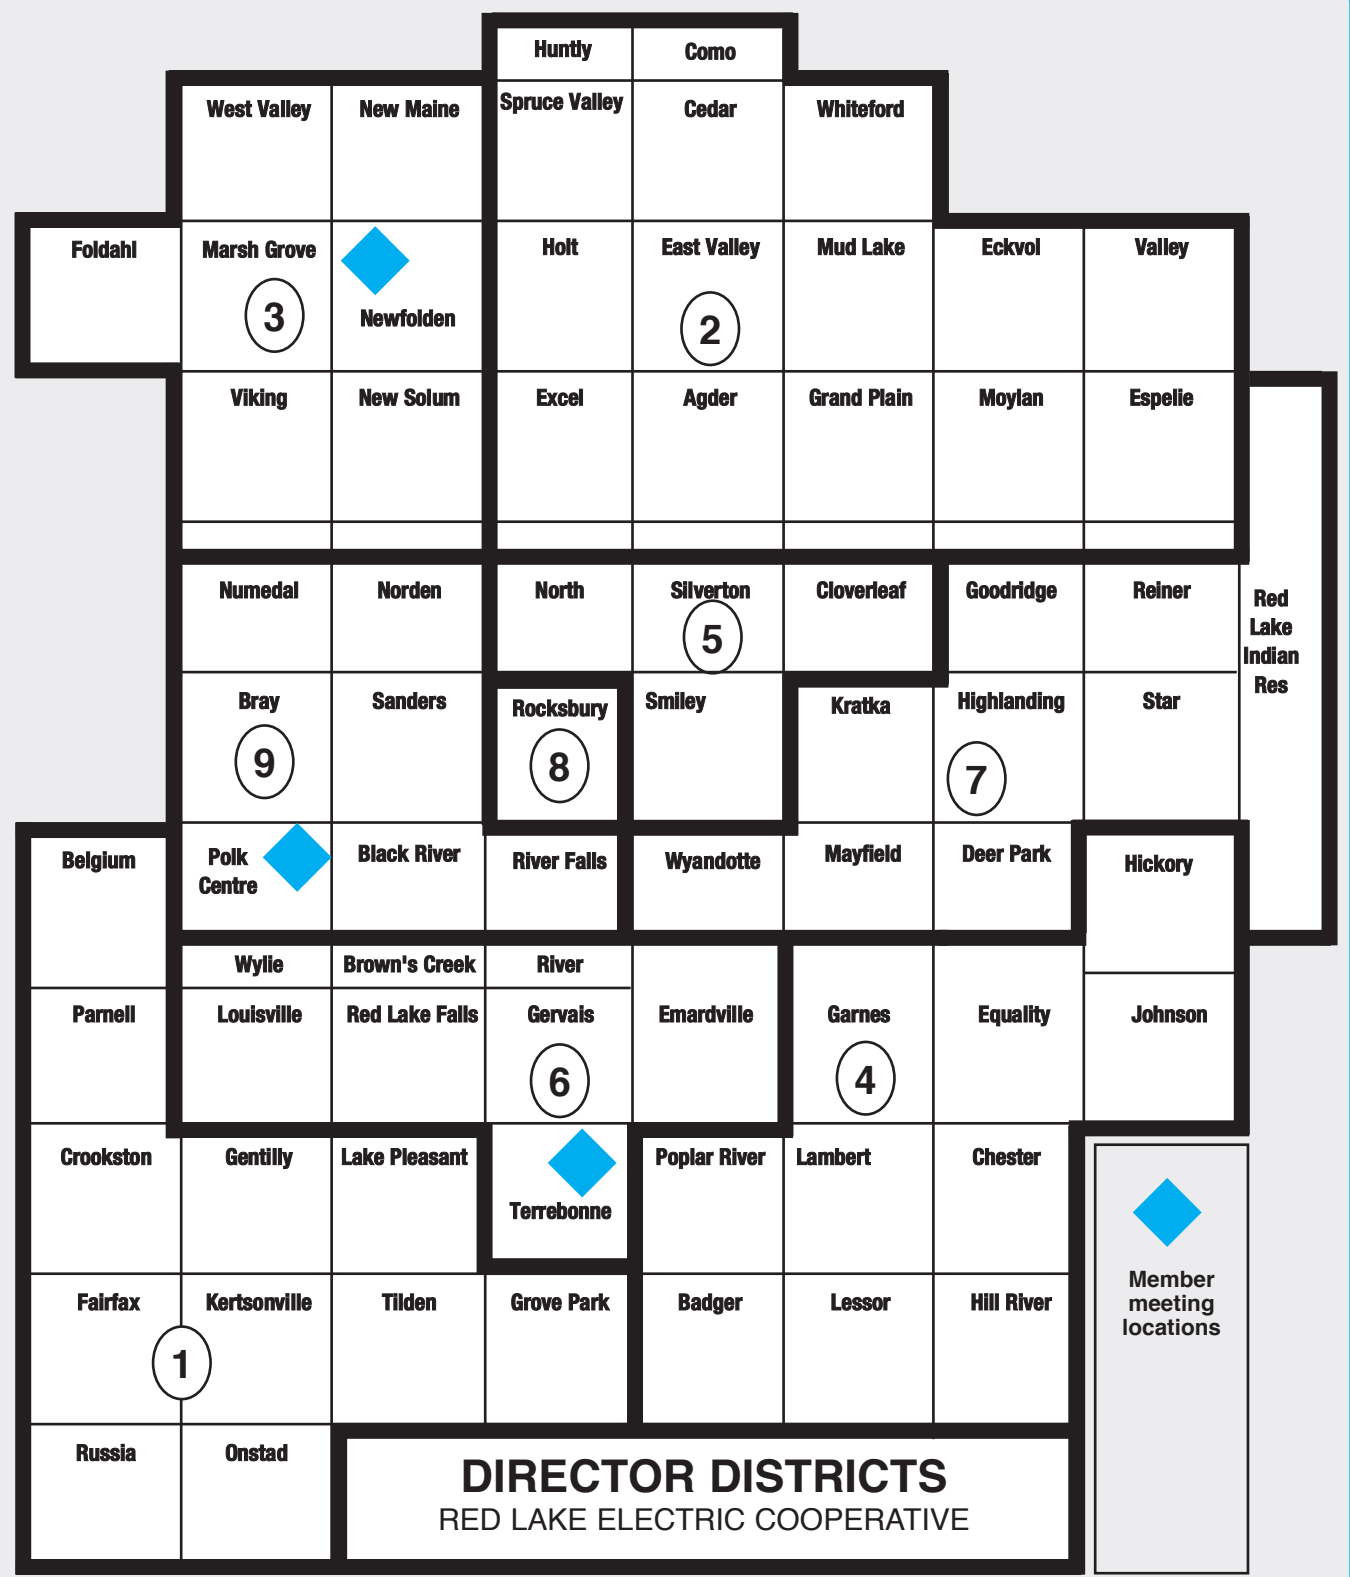 Huntly
Como
West Valley
New Maine
Spruce Valley
Cedar
Whiteford
Foldahl
Marsh Grove
Holt
East Valley
Mud Lake
Eckvol
Valley
3
Newfolden
2
Viking
New Solum
Excel
Agder
Grand Plain
Moylan
Espelie
Numedal
Norden
North
Silverton
Cloverleaf
Goodridge
Reiner
Red
Lake
Indian
Res
5
Bray
Sanders
Rocksbury
Smiley
Kratka
Highlanding
Star
9
8
7
Belgium
Polk
Centre
Black River
River Falls
Wyandotte
Mayfield
Deer Park
Hickory
Wylie
Brown's Creek
River
Parnell
Louisville
Red Lake Falls
Gervais
Emardville
Garnes
Equality
Johnson
6
4
Crookston
Gentilly
Lake Pleasant
Terrebonne
Poplar River
Lambert
Chester
Fairfax
Kertsonville
Tilden
Grove Park
Badger
Lessor
Hill River
1
Russia
Onstad
Member
meeting
locations
DIRECTOR DISTRICTS
RED LAKE ELECTRIC COOPERATIVE